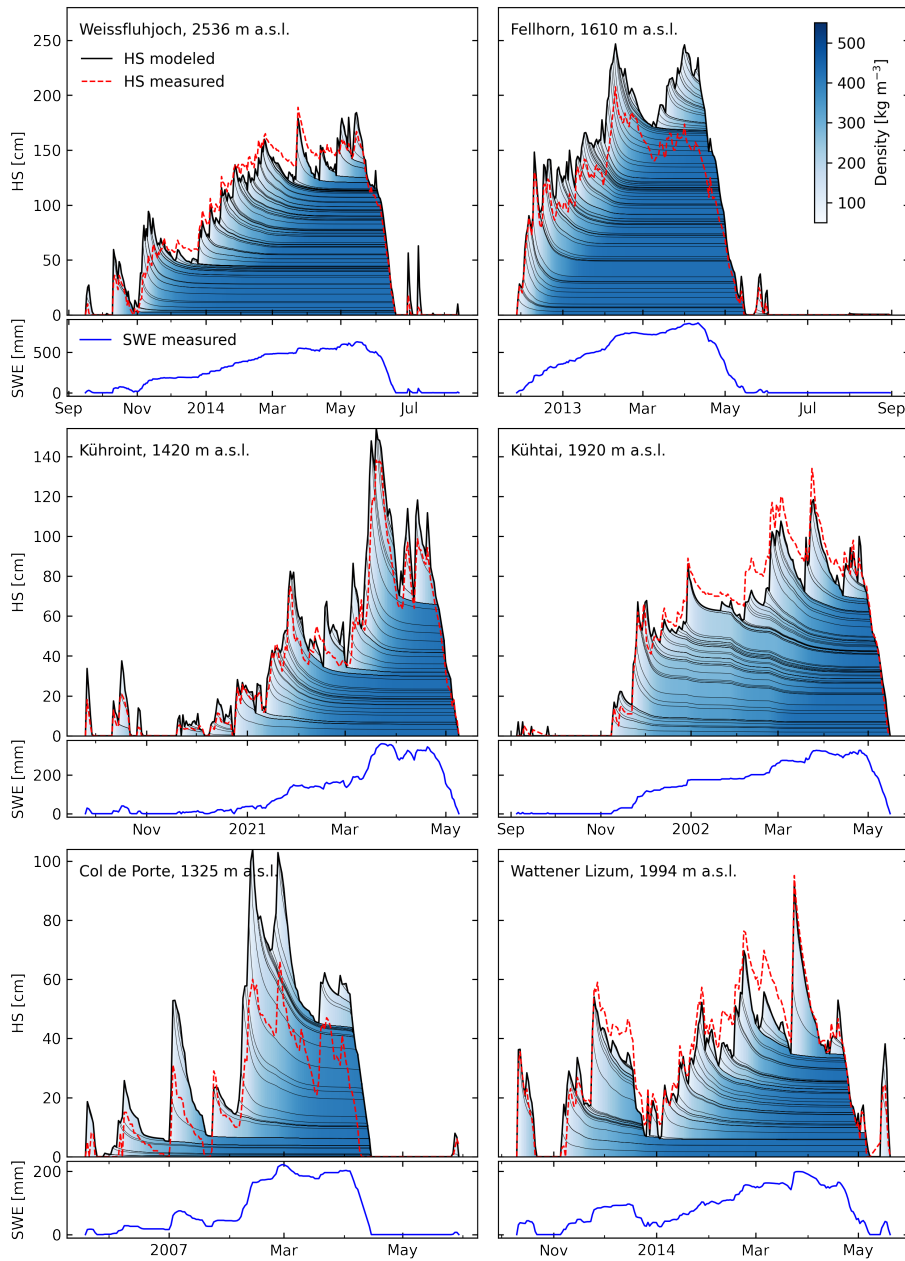 Weissfluhjoch, 2536 m a.s.l.
HS modeled
HS measured
HS [cm]
250
200
150
100
50
0
SWE measured
SWE [mm]
500
0
Sep
Nov
2014
Mar
May
Jul
Fellhorn, 1610 m a.s.l.
500
400
300
200
100
Density [kg m⁻³]
2013
Mar
May
Jul
Sep
Kühroint, 1420 m a.s.l.
HS [cm]
140
120
100
80
60
40
20
0
SWE [mm]
200
0
Nov
2021
Mar
May
Kühtai, 1920 m a.s.l.
Sep
Nov
2002
Mar
May
Col de Porte, 1325 m a.s.l.
HS [cm]
100
80
60
40
20
0
SWE [mm]
200
0
2007
Mar
May
Wattener Lizum, 1994 m a.s.l.
Nov
2014
Mar
May